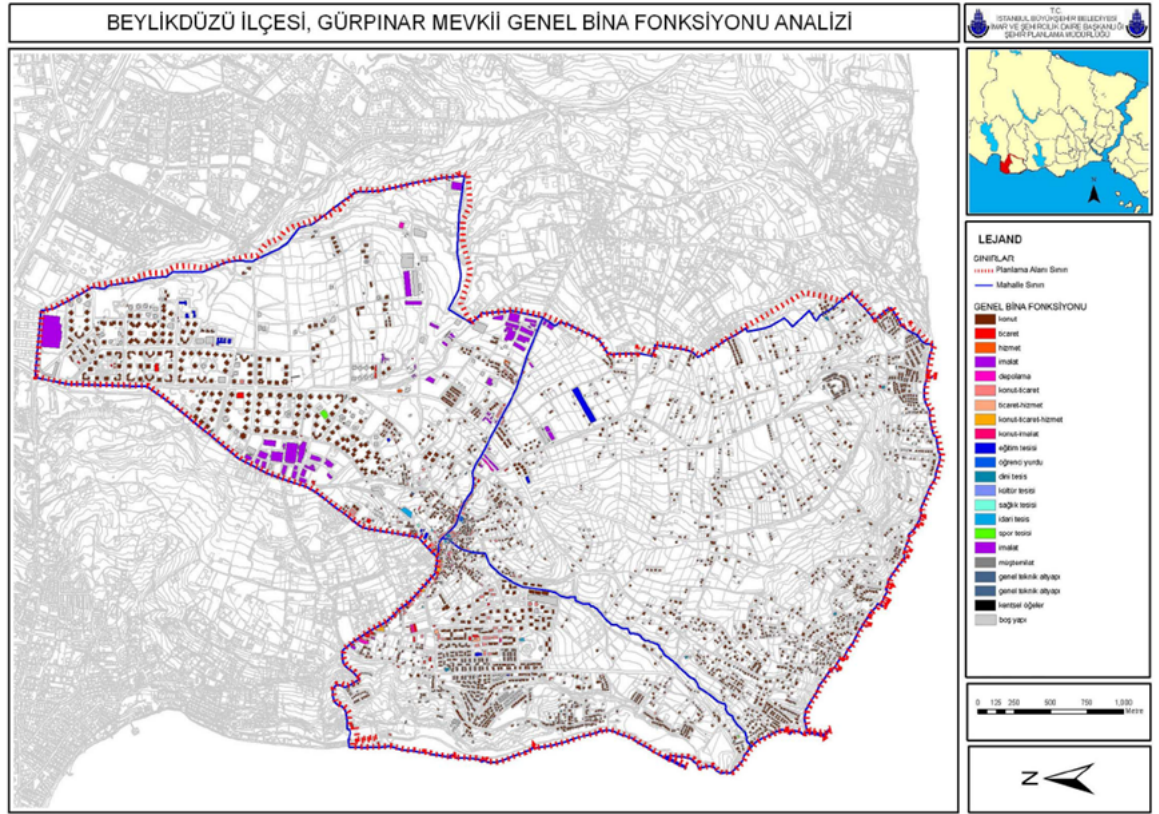 BEYLİKDÜZÜ İLÇESİ, GÜRPINAR MEVKİİ GENEL BİNA FONKSİYONU ANALİZİ
T.C.
İSTANBUL BÜYÜKŞEHİR BELEDİYESİ
İMAR VE ŞEHİRCİLİK DAİRE BAŞKANLIĞI
ŞEHİR PLANLAMA MÜDÜRLÜĞÜ
N
LEJAND
SINIRLAR
Planlama Alanı Sınırı
Mahalle Sınırı
GENEL BİNA FONKSİYONU
konut
ticaret
hizmet
imalat
depolama
konut-ticaret
ticaret-hizmet
konut-ticaret-hizmet
konut-imalat
eğitim tesisi
öğrenci yurdu
dini tesis
kültür tesisi
sağlık tesisi
idari tesis
spor tesisi
imalat
müştemilat
genel teknik altyapı
genel teknik altyapı
kentsel öğeler
boş yapı
0 125 250 500 750 1,000
Metre
N